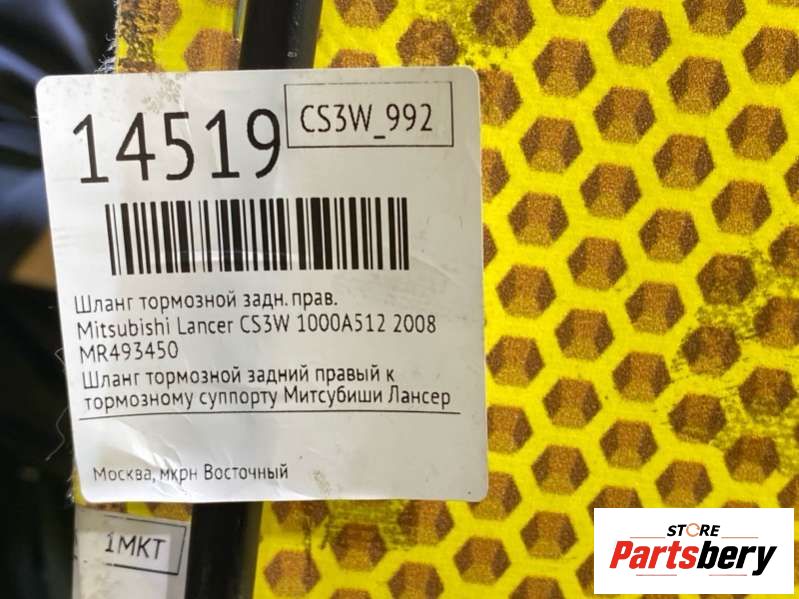 14519
CS3W_992
Шланг тормозной задн. прав.
Mitsubishi Lancer CS3W 1000A512 2008
MR493450
Шланг тормозной задний правый к
тормозному суппорту Митсубиши Лансер
Москва, мкрн Восточный
1МКТ
STORE
Partsbery